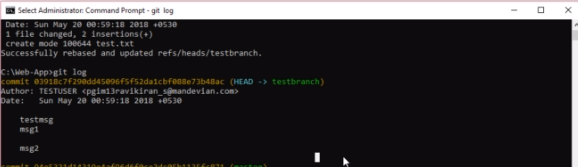 Select Administrator: Command Prompt - git log
Date: Sun May 20 00:59:18 2018 +0530
1 file changed, 2 insertions(+)
create mode 100644 test.txt
Successfully rebased and updated refs/heads/testbranch.
C:\Web-App>git log
commit 03918c7f290dd45096f5f52da1cbf088e73b48ac (HEAD -> testbranch)
Author: TESTUSER <pgim13ravikiran_s@mandevian.com>
Date: Sun May 20 00:59:18 2018 +0530
testmsg
msg1
msg2
commit (master)